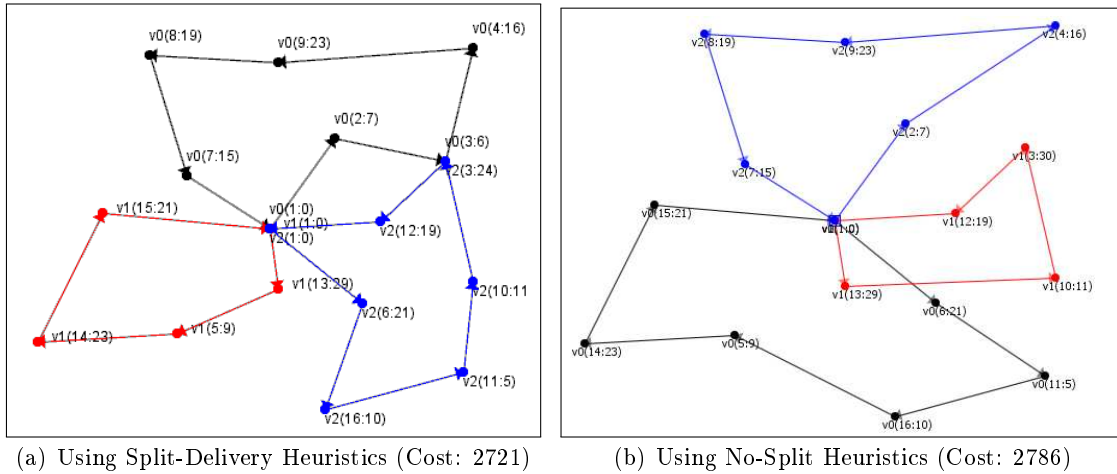 v0(8:19)
v0(9:23)
v0(4:16)
v0(2:7)
v0(3:6)
v2(3:24)
v0(7:15)
v1(15:21)
v0(1:0)
v1(1:0)
v2(1:0)
v2(12:19)
v1(13:29)
v2(10:11
v2(6:21)
v1(5:9)
v1(14:23)
v2(11:5)
v2(16:10)
(a) Using Split-Delivery Heuristics (Cost: 2721)
v2(8:19)
v2(9:23)
v2(4:16)
v2(2:7)
v1(3:30)
v2(7:15)
v0(15:21)
v1(12:19)
v1(13:29)
v1(10:11)
v0(6:21)
v0(14:23)
v0(5:9)
v0(11:5)
v0(16:10)
(b) Using No-Split Heuristics (Cost: 2786)